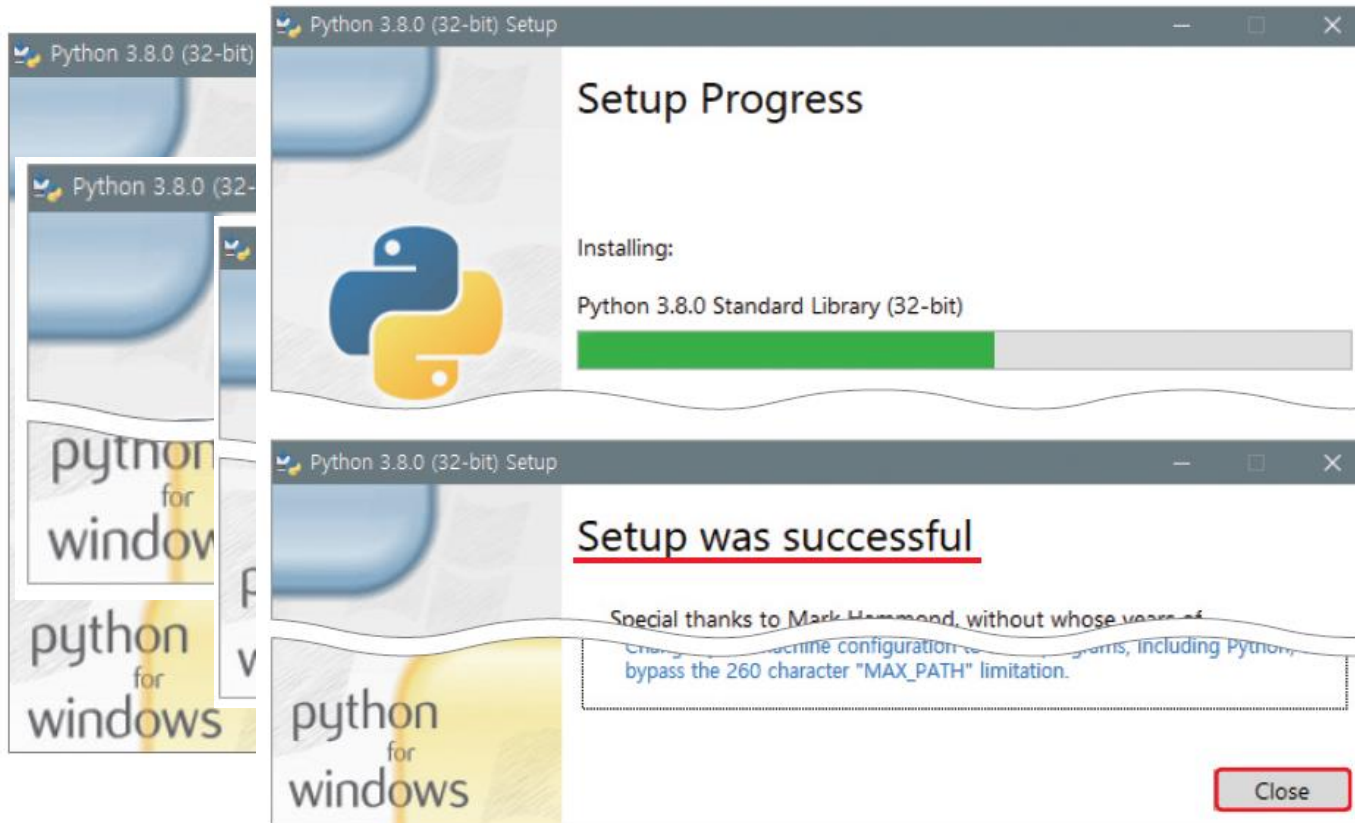 Python 3.8.0 (32-bit)
Python 3.8.0 (32-
python
for
window
python
for
windows
Python 3.8.0 (32-bit) Setup
Setup Progress
Installing:
Python 3.8.0 Standard Library (32-bit)
Python 3.8.0 (32-bit) Setup
Setup was successful
Special thanks to Mark Hammond, without whose years of
machine configuration including Python,
bypass the 260 character "MAX_PATH" limitation.
python
for
windows
Close